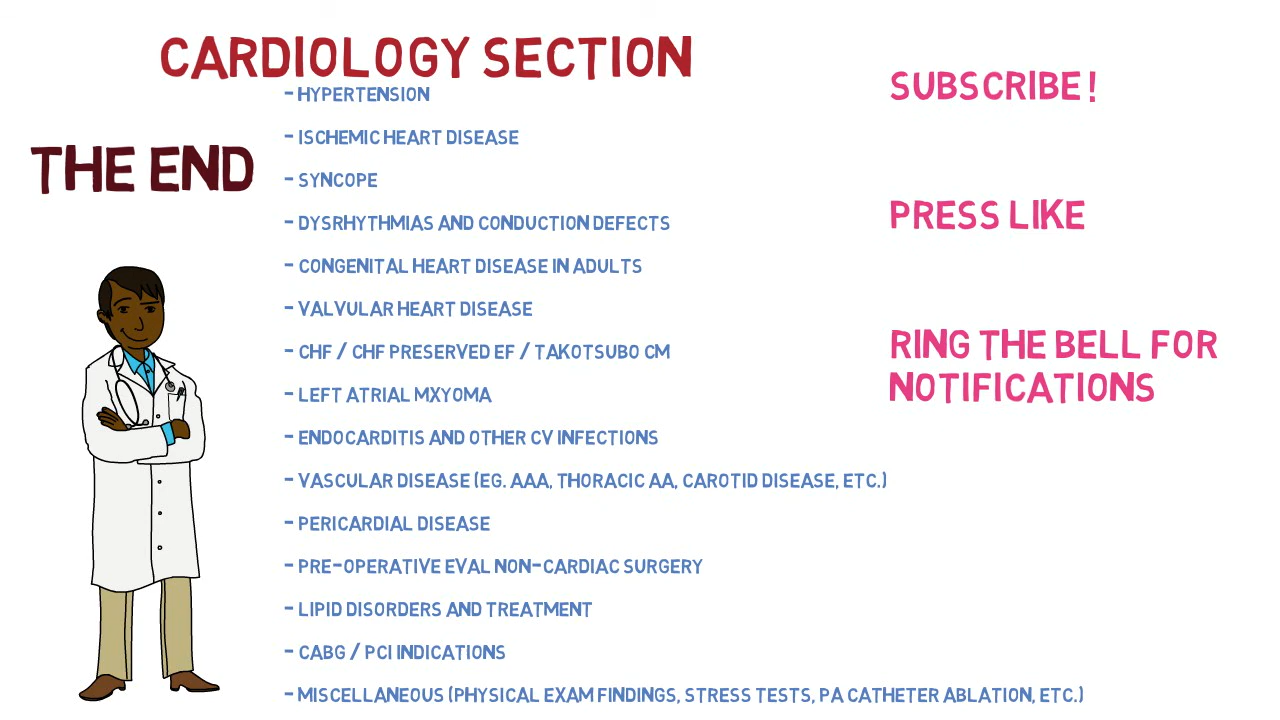 CARDIOLOGY SECTION
- HYPERTENSION
- ISCHEMIC HEART DISEASE
- SYNCOPE
- DYSRHYTHMIAS AND CONDUCTION DEFECTS
- CONGENITAL HEART DISEASE IN ADULTS
- VALVULAR HEART DISEASE
- CHF / CHF PRESERVED EF / TAKOTSUBO CM
- LEFT ATRIAL MXYOMA
- ENDOCARDITIS AND OTHER CV INFECTIONS
- VASCULAR DISEASE (EG. AAA, THORACIC AA, CAROTID DISEASE, ETC.)
- PERICARDIAL DISEASE
- PRE-OPERATIVE EVAL NON-CARDIAC SURGERY
- LIPID DISORDERS AND TREATMENT
- CABG / PCI INDICATIONS
- MISCELLANEOUS (PHYSICAL EXAM FINDINGS, STRESS TESTS, PA CATHETER ABLATION, ETC.)
THE END
SUBSCRIBE!
PRESS LIKE
RING THE BELL FOR
NOTIFICATIONS